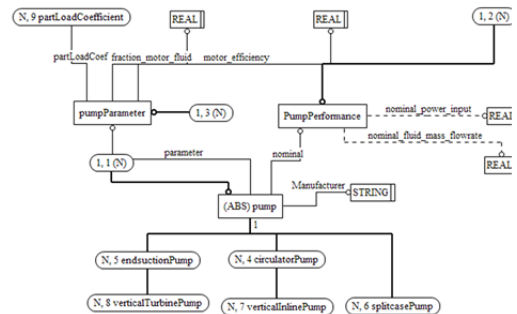 N, 9 partLoadCoefficient
REAL
REAL
1, 2 (N)
partLoadCoef
fraction_motor_fluid
motor_efficiency
pumpParameter
1, 3 (N)
PumpPerformance
nominal_power_input
REAL
nominal_fluid_mass_flowrate
REAL
1, 1 (N)
parameter
nominal
Manufacturer
STRING
(ABS) pump
1
N, 5 endsuctionPump
N, 4 circulatorPump
N, 8 verticalTurbinePump
N, 7 verticalInlinePump
N, 6 splitcasePump